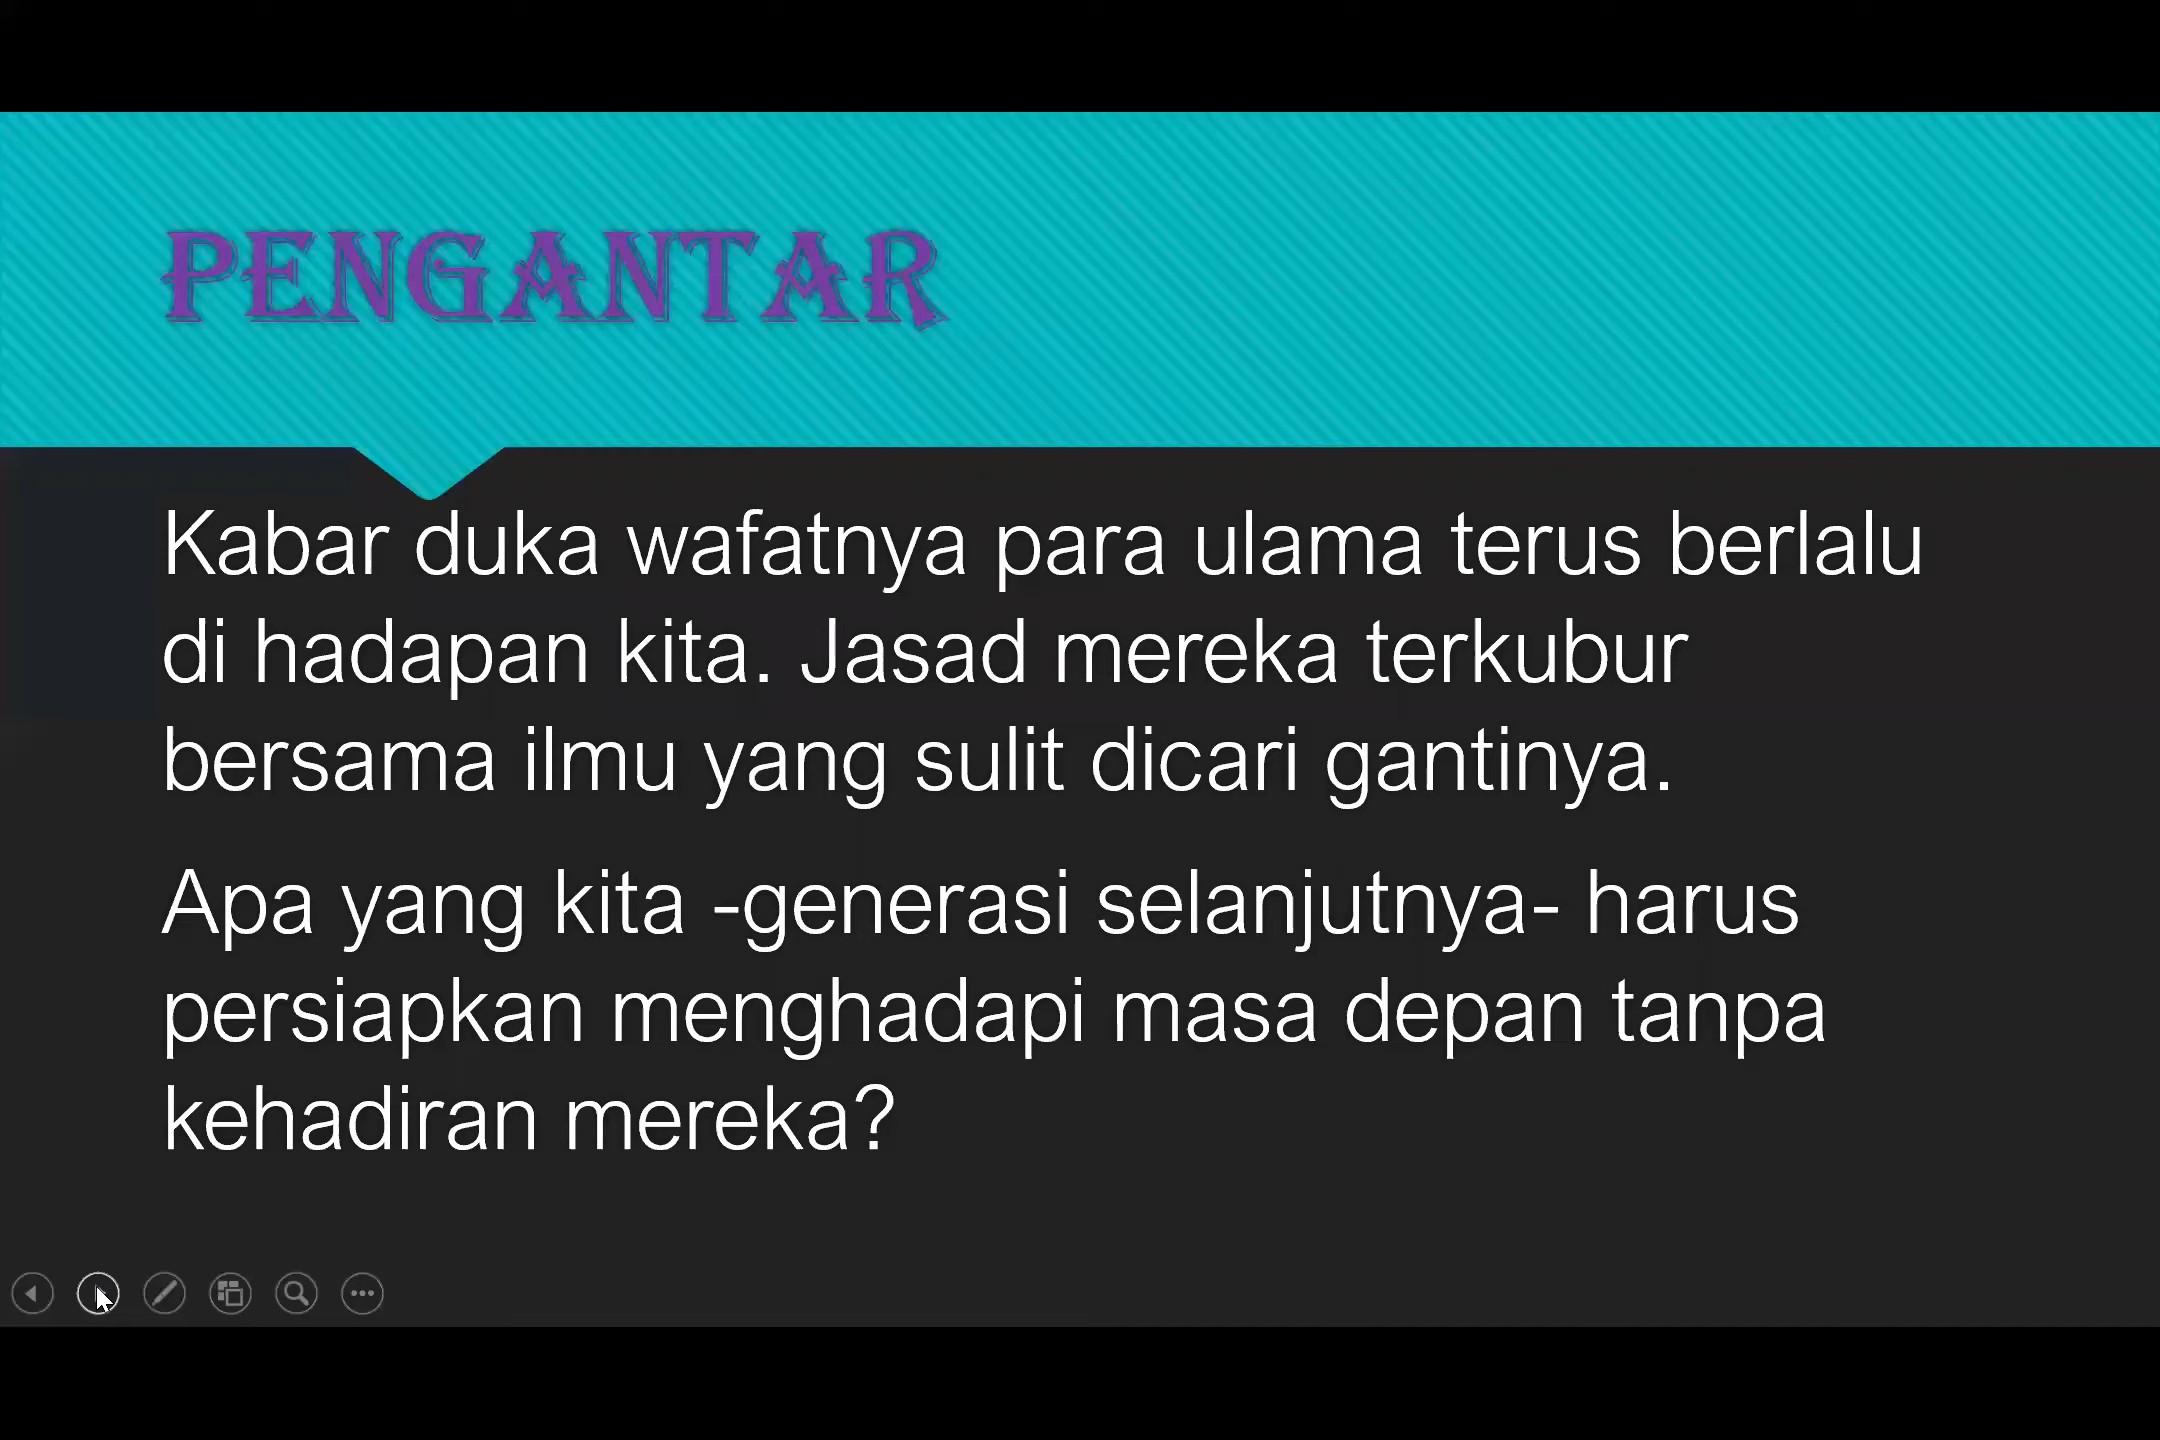 PENGANTAR
Kabar duka wafatnya para ulama terus berlalu
di hadapan kita. Jasad mereka terkubur
bersama ilmu yang sulit dicari gantinya.
Apa yang kita -generasi selanjutnya- harus
persiapkan menghadapi masa depan tanpa
kehadiran mereka?